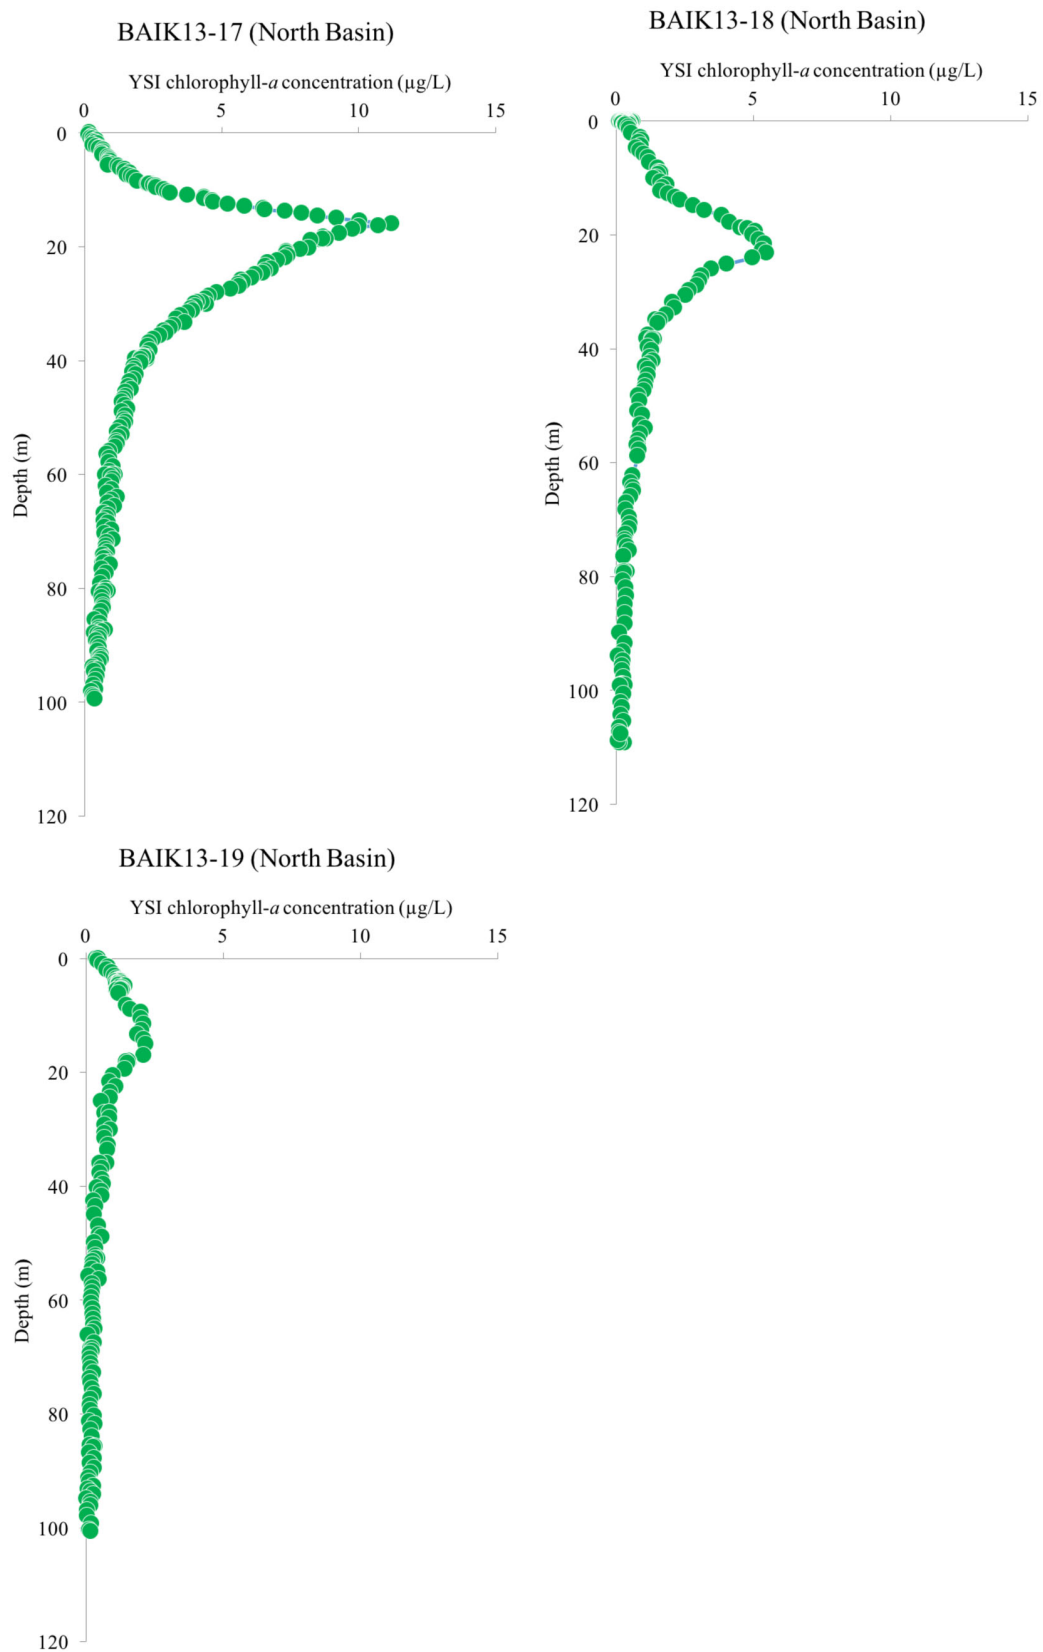 BAIK13-17 (North Basin)
YSI chlorophyll-a concentration (µg/L)
0 5 10 15
0
20
40
60
80
100
120
Depth (m)
BAIK13-18 (North Basin)
YSI chlorophyll-a concentration (µg/L)
0 5 10 15
0
20
40
60
80
100
120
Depth (m)
BAIK13-19 (North Basin)
YSI chlorophyll-a concentration (µg/L)
0 5 10 15
0
20
40
60
80
100
120
Depth (m)